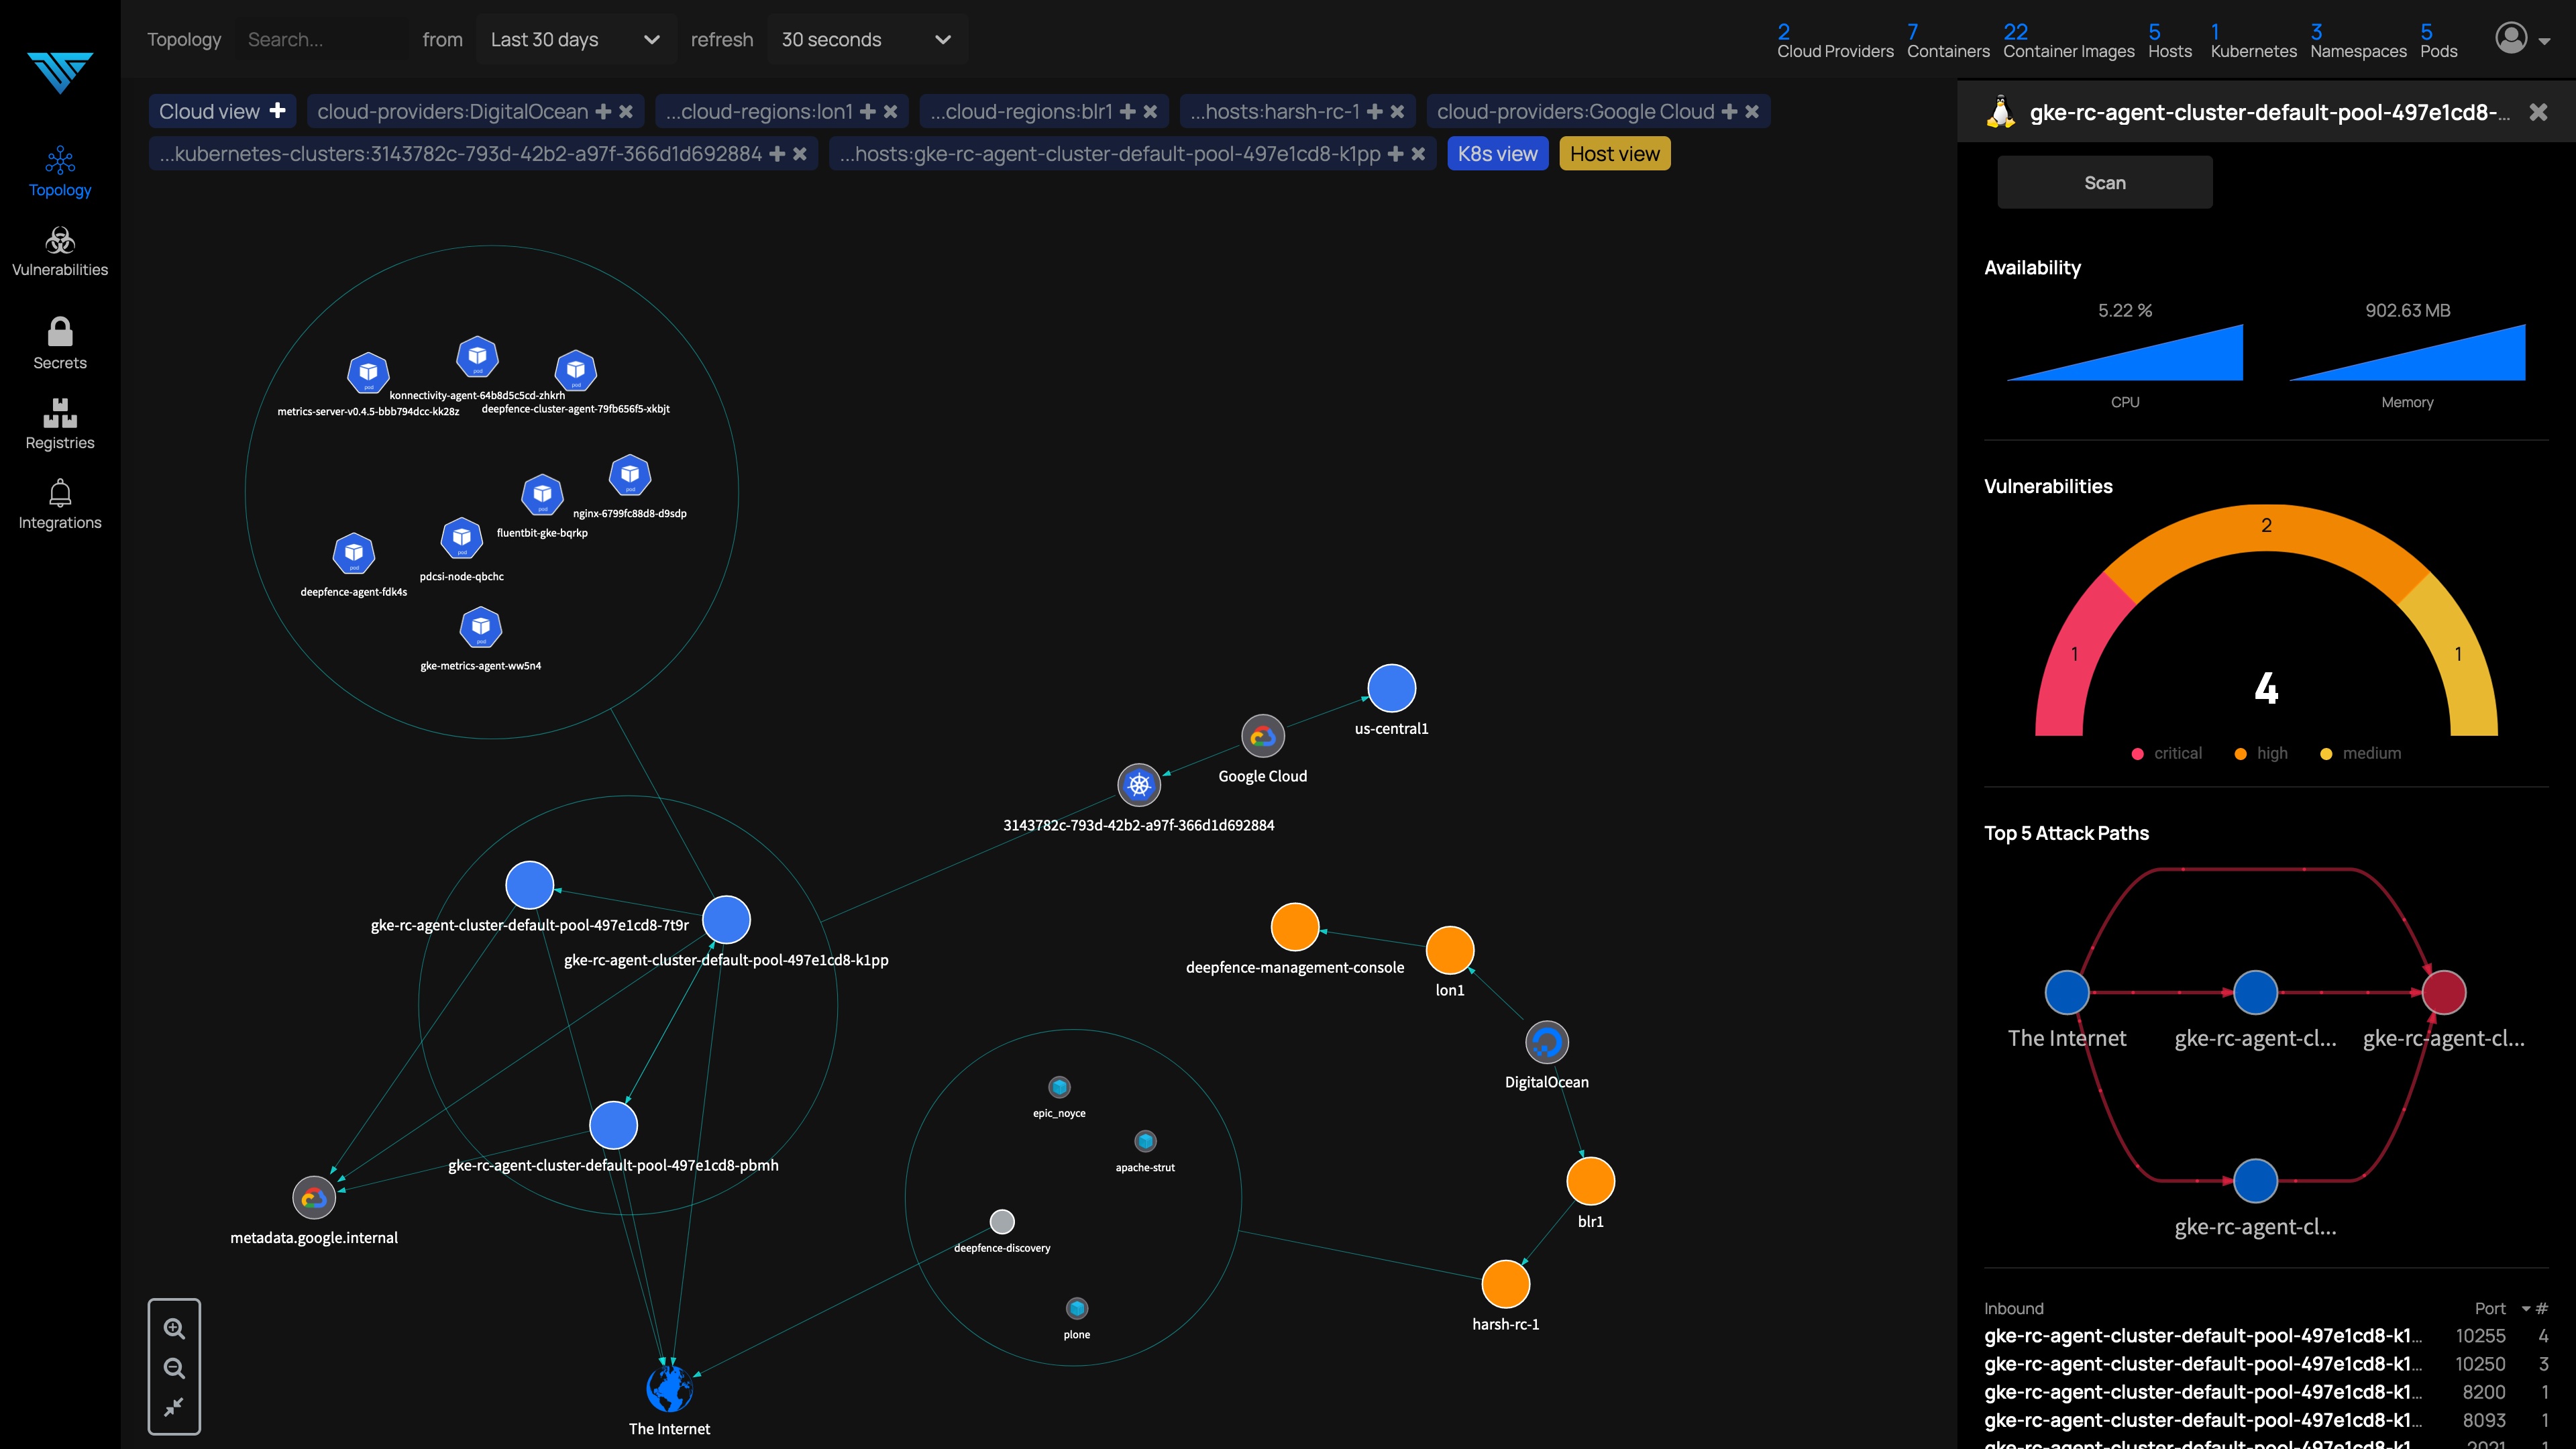 Topology Search... from Last 30 days refresh 30 seconds
2 Cloud Providers 7 Containers 22 Container Images 5 Hosts 1 Kubernetes 3 Namespaces 5 Pods
Topology
Vulnerabilities
Secrets
Registries
Integrations
Cloud view cloud-providers:DigitalOcean ...cloud-regions:lon1 ...cloud-regions:blr1 ...hosts:harsh-rc-1 cloud-providers:Google Cloud
...kubernetes-clusters:3143782c-793d-42b2-a97f-366d1d692884 ...hosts:gke-rc-agent-cluster-default-pool-497e1cd8-k1pp K8s view Host view
pod
pod
pod
konnectivity-agent-64b8d5c5cd-zhkrh
metrics-server-v0.4.5-bbb794dcc-kk28z
deepfence-cluster-agent-79fb656f5-xkbjt
pod
nginx-6799fc88d8-d9sdp
pod
fluentbit-gke-bqrkp
pod
pdcsi-node-qbchc
pod
deepfence-agent-fdk4s
pod
gke-metrics-agent-ww5n4
us-central1
Google Cloud
3143782c-793d-42b2-a97f-366d1d692884
gke-rc-agent-cluster-default-pool-497e1cd8-7t9r
gke-rc-agent-cluster-default-pool-497e1cd8-k1pp
deepfence-management-console
lon1
DigitalOcean
epic_noyce
apache-strut
gke-rc-agent-cluster-default-pool-497e1cd8-pbmh
blr1
metadata.google.internal
deepfence-discovery
harsh-rc-1
plone
The Internet
gke-rc-agent-cluster-default-pool-497e1cd8-...
Scan
Availability
5.22 % 902.63 MB
CPU Memory
Vulnerabilities
2
1 1
4
critical high medium
Top 5 Attack Paths
The Internet gke-rc-agent-cl... gke-rc-agent-cl...
gke-rc-agent-cl...
Inbound Port #
gke-rc-agent-cluster-default-pool-497e1cd8-k1... 10255 4
gke-rc-agent-cluster-default-pool-497e1cd8-k1... 10250 3
gke-rc-agent-cluster-default-pool-497e1cd8-k1... 8200 1
gke-rc-agent-cluster-default-pool-497e1cd8-k1... 8093 1